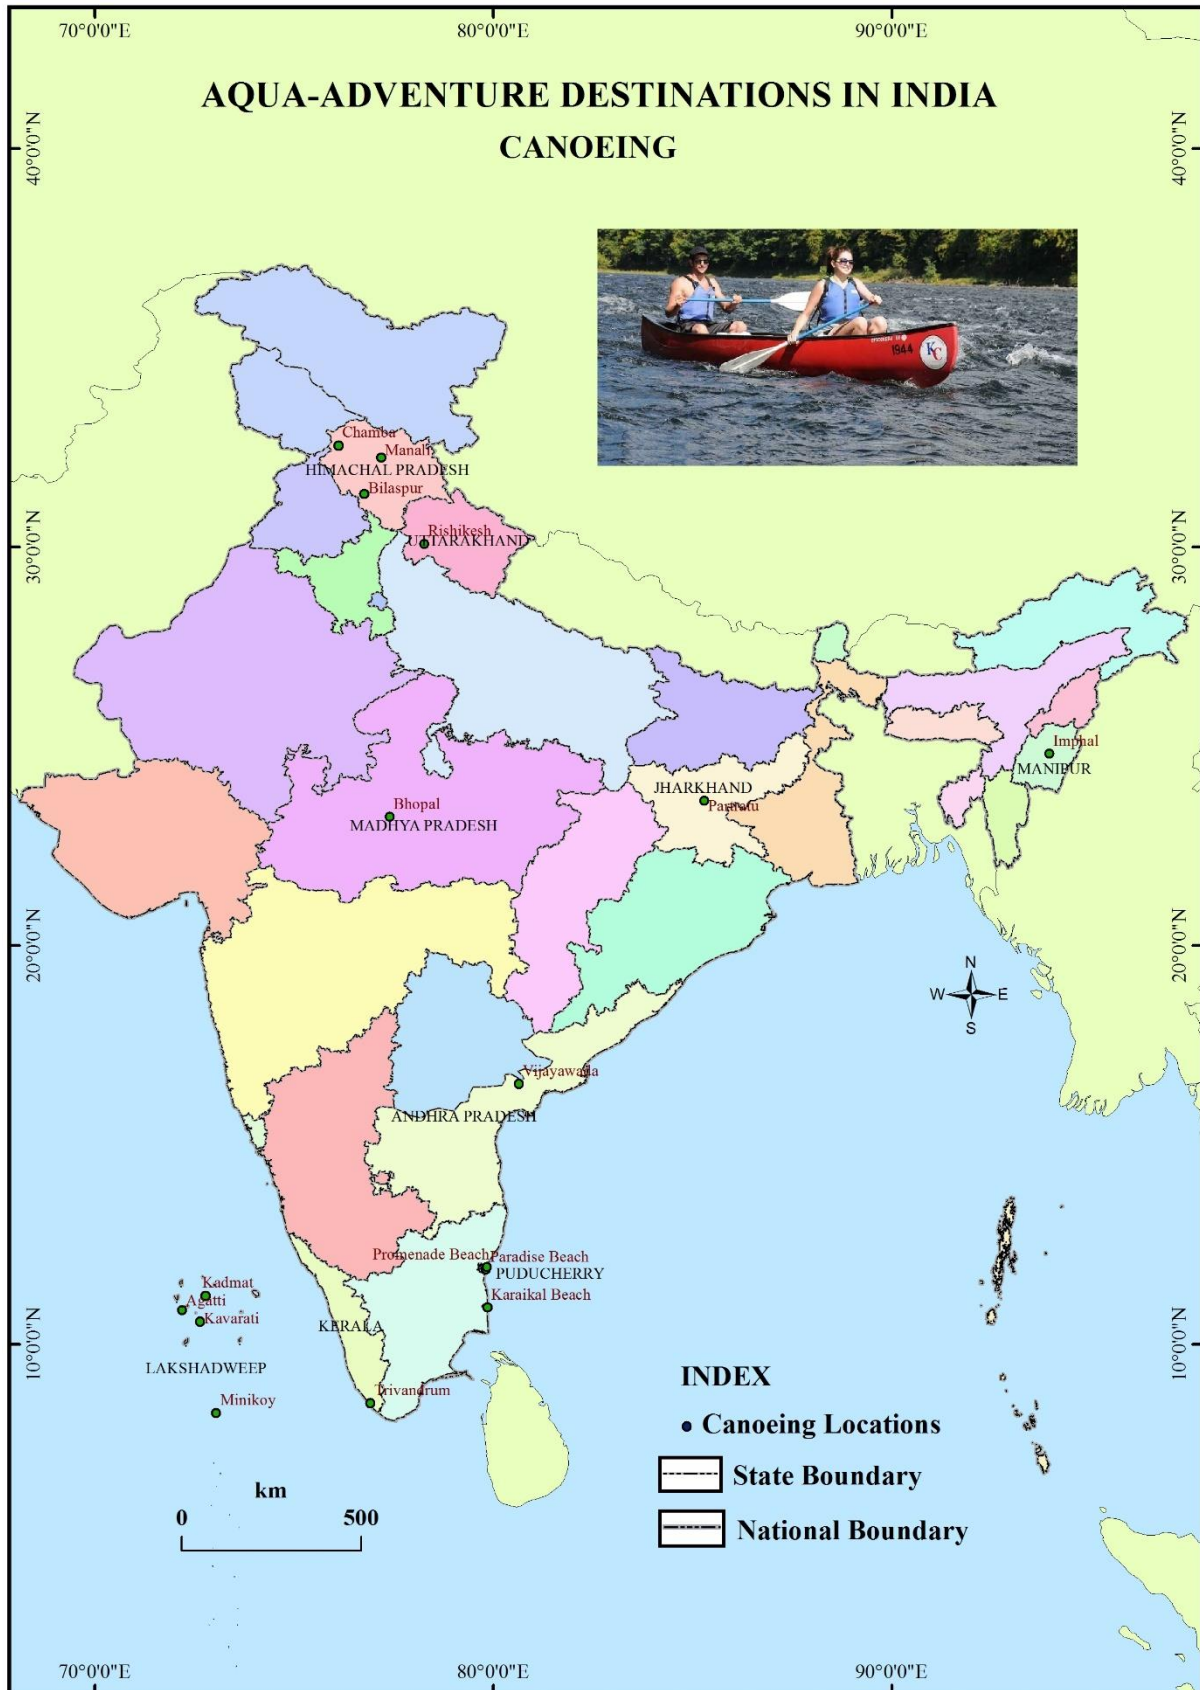 70°0'0"E 80°0'0"E 90°0'0"E
AQUA-ADVENTURE DESTINATIONS IN INDIA
CANOEING
40°0'0"N 40°0'0"N
1944 KC
Chamba
Manali
HIMACHAL PRADESH
Bilaspur
Rishikesh
UTTARAKHAND
30°0'0"N 30°0'0"N
Imphal
MANIPUR
JHARKHAND
Patratu
Bhopal
MADHYA PRADESH
20°0'0"N 20°0'0"N
N
W E
S
Vijayawada
ANDHRA PRADESH
Promenade Beach Paradise Beach
PUDUCHERRY
Kadmat
Agatti
Karaikal Beach
Kavarati
KERALA
10°0'0"N 10°0'0"N
LAKSHADWEEP
Minikoy
Trivandrum
INDEX
Canoeing Locations
State Boundary
National Boundary
km
0 500
70°0'0"E 80°0'0"E 90°0'0"E